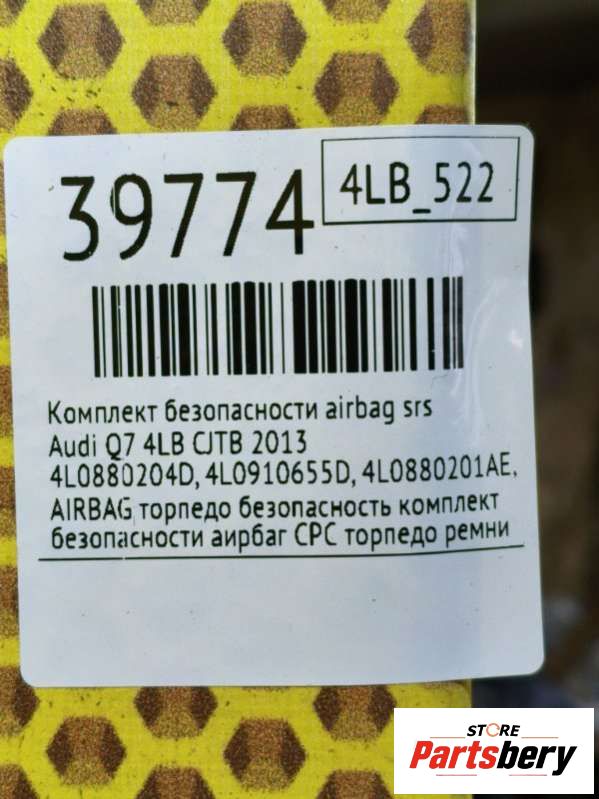 39774
4LB_522
Комплект безопасности airbag srs
Audi Q7 4LB CJTB 2013
4L0880204D, 4L0910655D, 4L0880201AE,
AIRBAG торпедо безопасность комплект
безопасности аирбаг СРС торпедо ремни
STORE
Partsbery